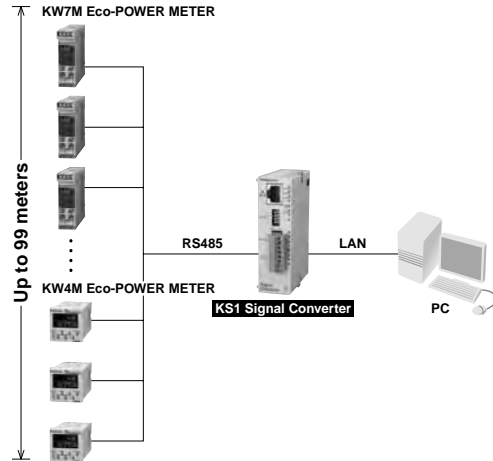 KW7M Eco-POWER METER
Up to 99 meters
RS485
LAN
KW4M Eco-POWER METER
KS1 Signal Converter
PC